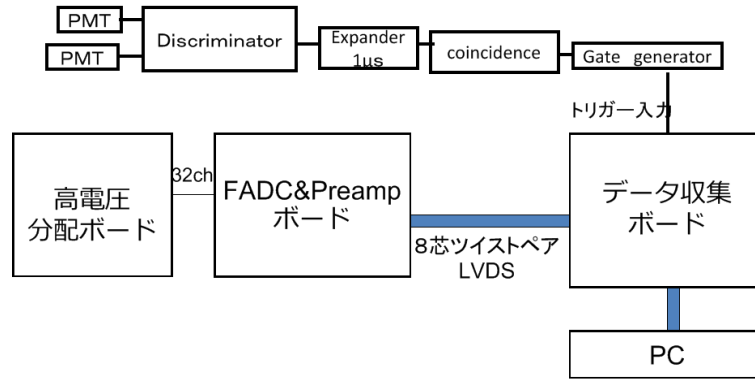 PMT
PMT
Discriminator
Expander
1μs
coincidence
Gate generator
トリガー入力
高電圧
分配ボード
32ch
FADC&Preamp
ボード
８芯ツイストペア
LVDS
データ収集
ボード
PC